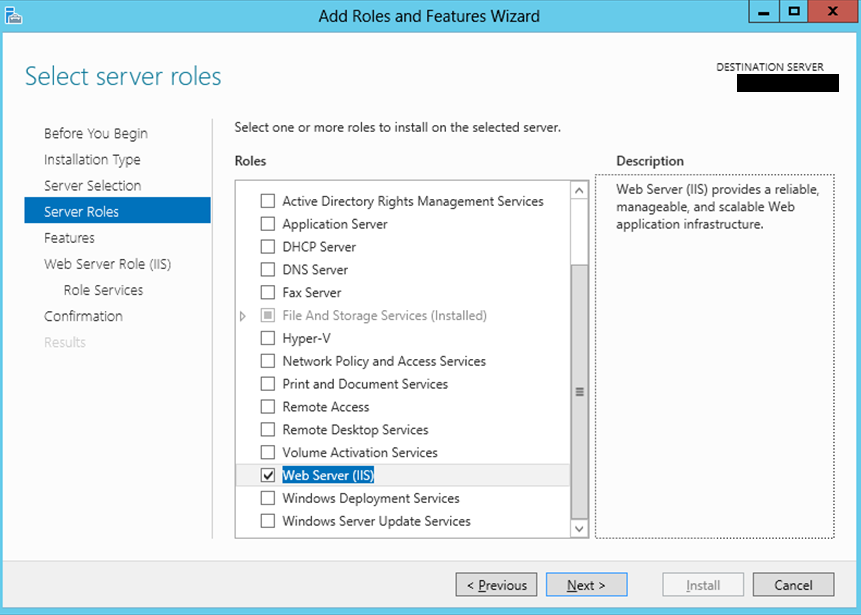 Add Roles and Features Wizard
Select server roles
DESTINATION SERVER
Before You Begin
Installation Type
Server Selection
Server Roles
Features
Web Server Role (IIS)
Role Services
Confirmation
Results
Select one or more roles to install on the selected server.
Roles
Active Directory Rights Management Services
Application Server
DHCP Server
DNS Server
Fax Server
File And Storage Services (Installed)
Hyper-V
Network Policy and Access Services
Print and Document Services
Remote Access
Remote Desktop Services
Volume Activation Services
Web Server (IIS)
Windows Deployment Services
Windows Server Update Services
Description
Web Server (IIS) provides a reliable,
manageable, and scalable Web
application infrastructure.
< Previous
Next >
Install
Cancel